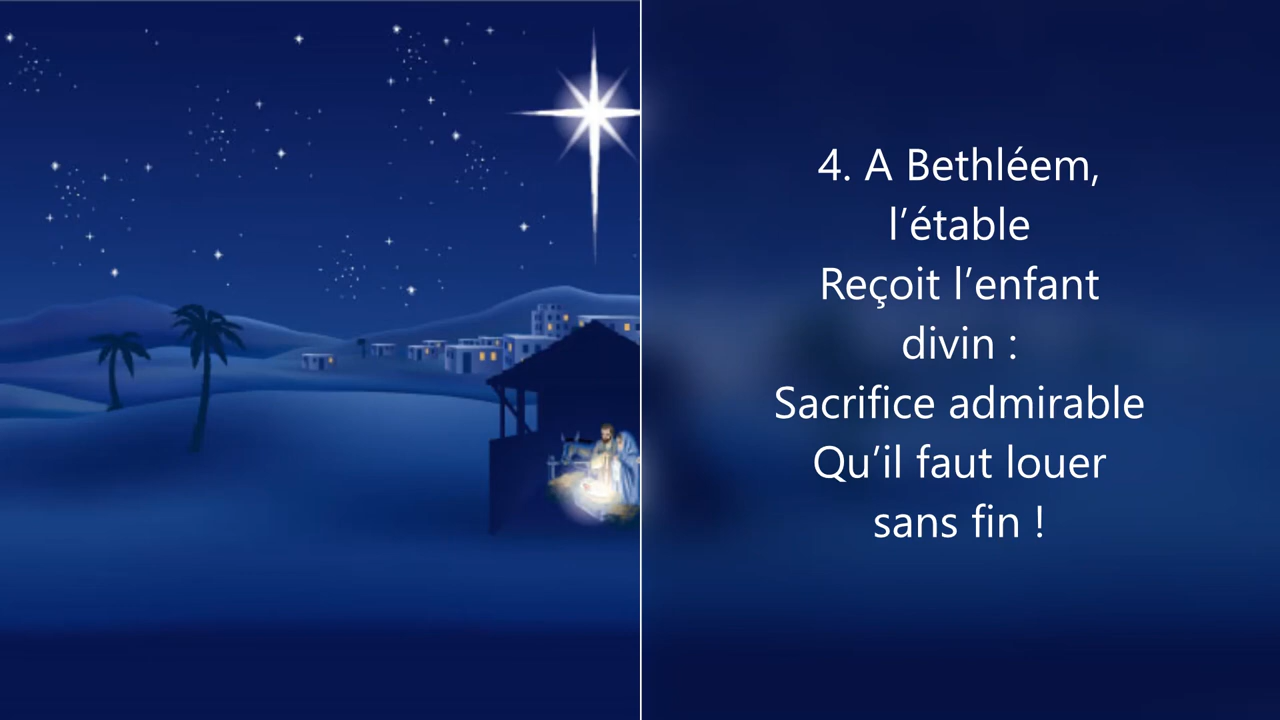 4. A Bethléem,
l’étable
Reçoit l’enfant
divin :
Sacrifice admirable
Qu’il faut louer
sans fin !